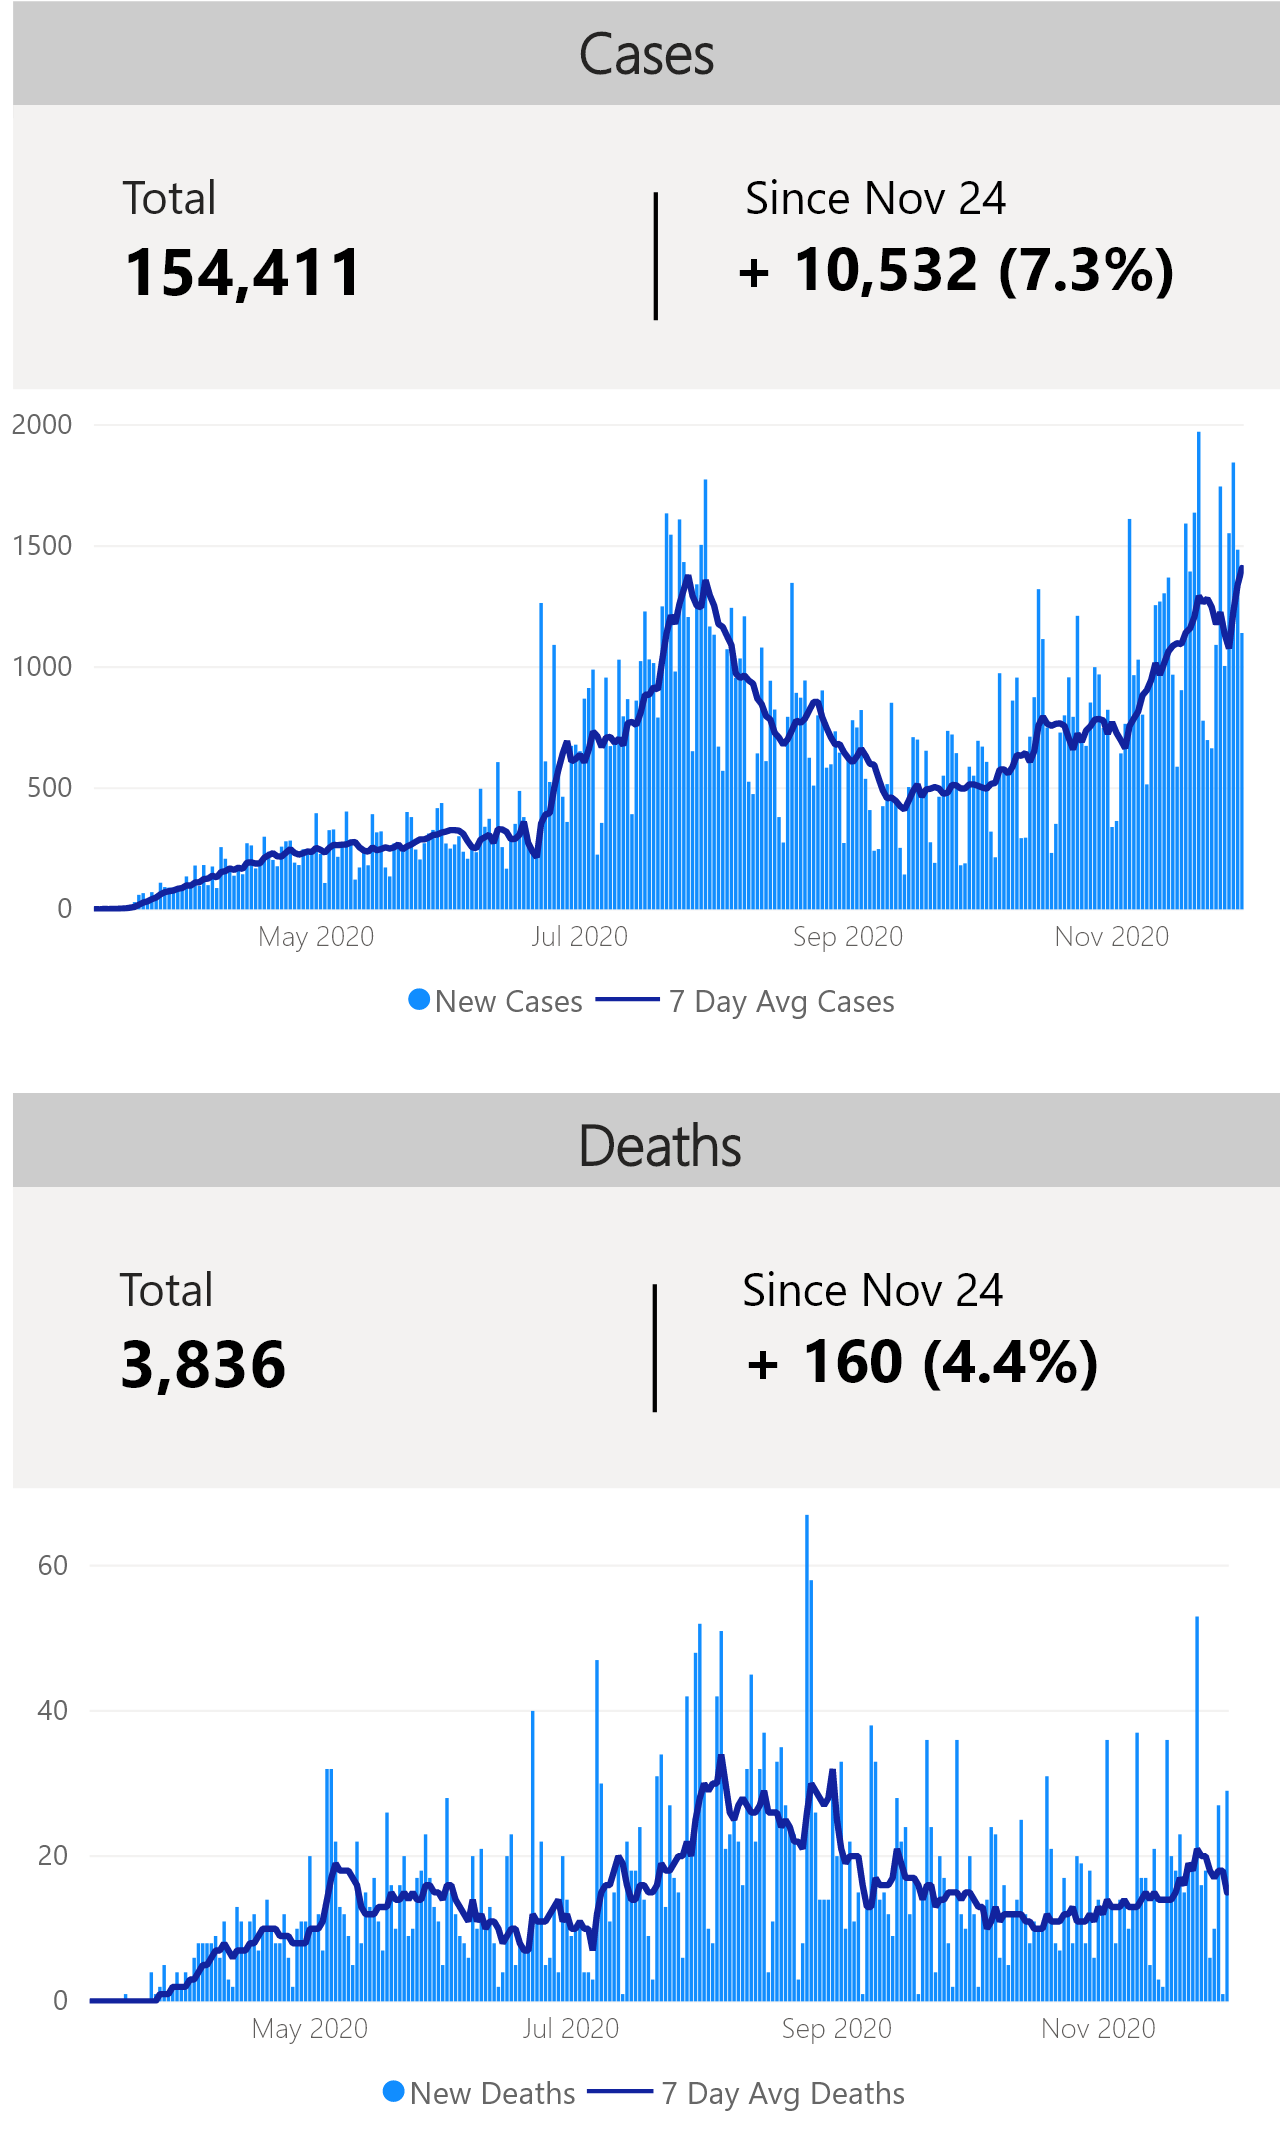 Cases
Total
Since Nov 24
154,411
+ 10,532 (7.3%)
2000
1500
1000
500
0
May 2020
Jul 2020
Sep 2020
Nov 2020
New Cases
7 Day Avg Cases
Deaths
Total
Since Nov 24
3,836
+ 160 (4.4%)
60
40
20
0
May 2020
Jul 2020
Sep 2020
Nov 2020
New Deaths
7 Day Avg Deaths